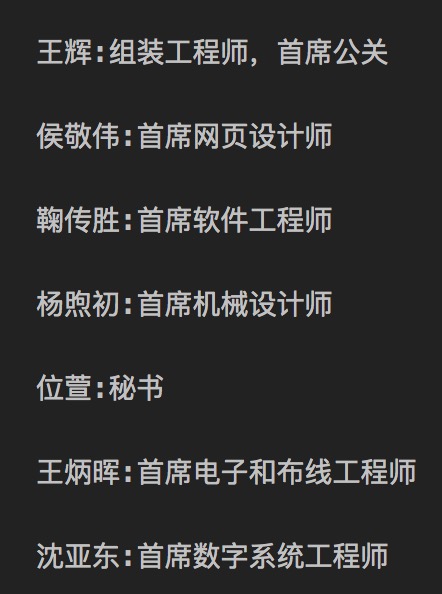 王辉:组装工程师，首席公关
侯敬伟:首席网页设计师
鞠传胜:首席软件工程师
杨煦初:首席机械设计师
位萱:秘书
王炳晖:首席电子和布线工程师
沈亚东:首席数字系统工程师